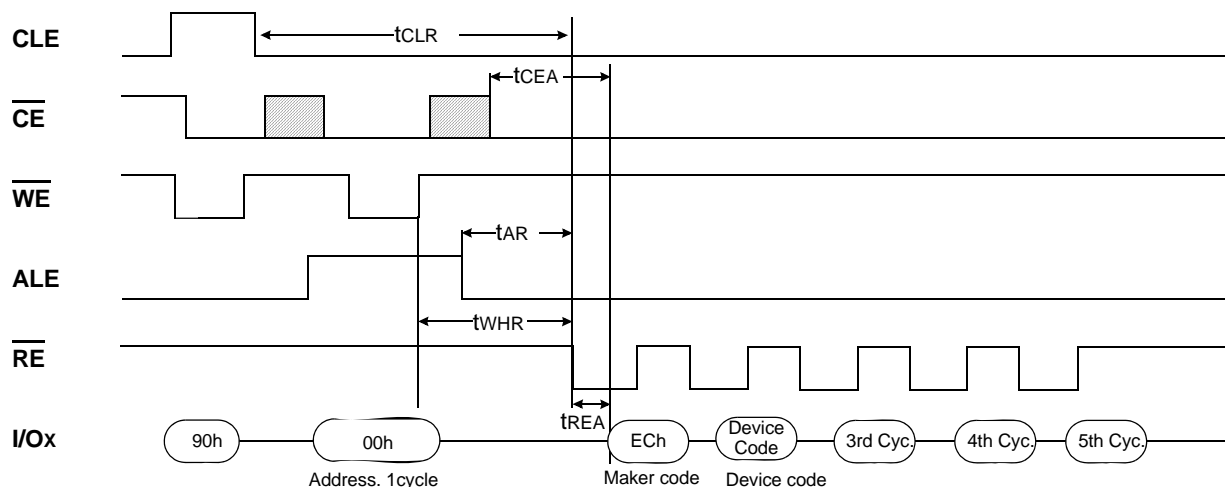 CLE
tCLR
tCEA
CE
WE
tAR
ALE
tWHR
RE
tREA
I/Ox
90h
00h
ECh
Device
Code
3rd Cyc.
4th Cyc.
5th Cyc.
Address. 1cycle
Maker code
Device code